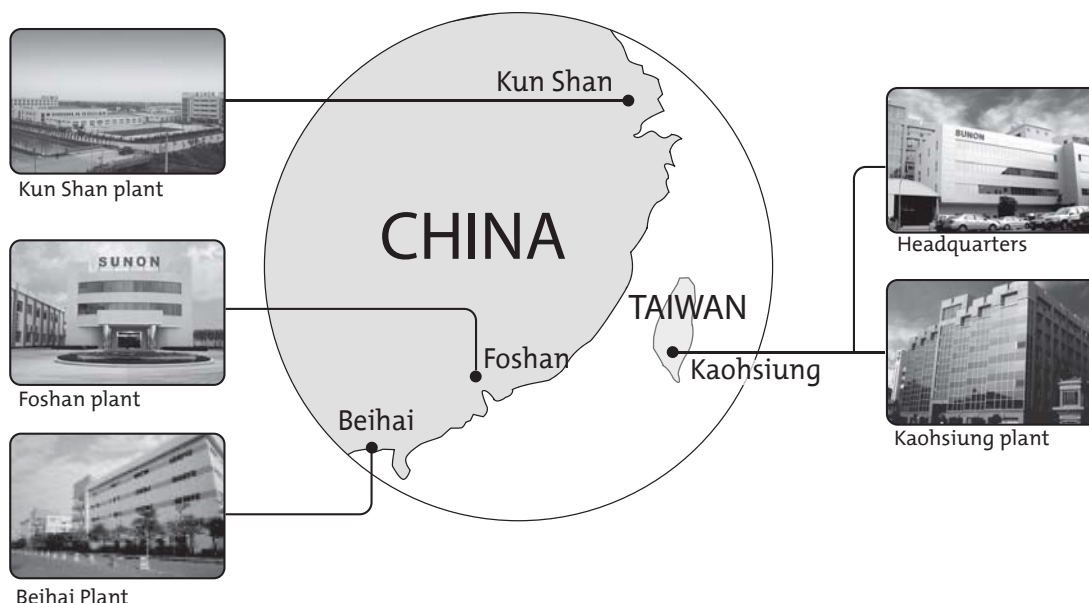 Kun Shan
Kun Shan plant
SUNON
Headquarters
CHINA
SUNON
Foshan plant
TAIWAN
Foshan
Kaohsiung
Kaohsiung plant
Beihai
Beihai Plant